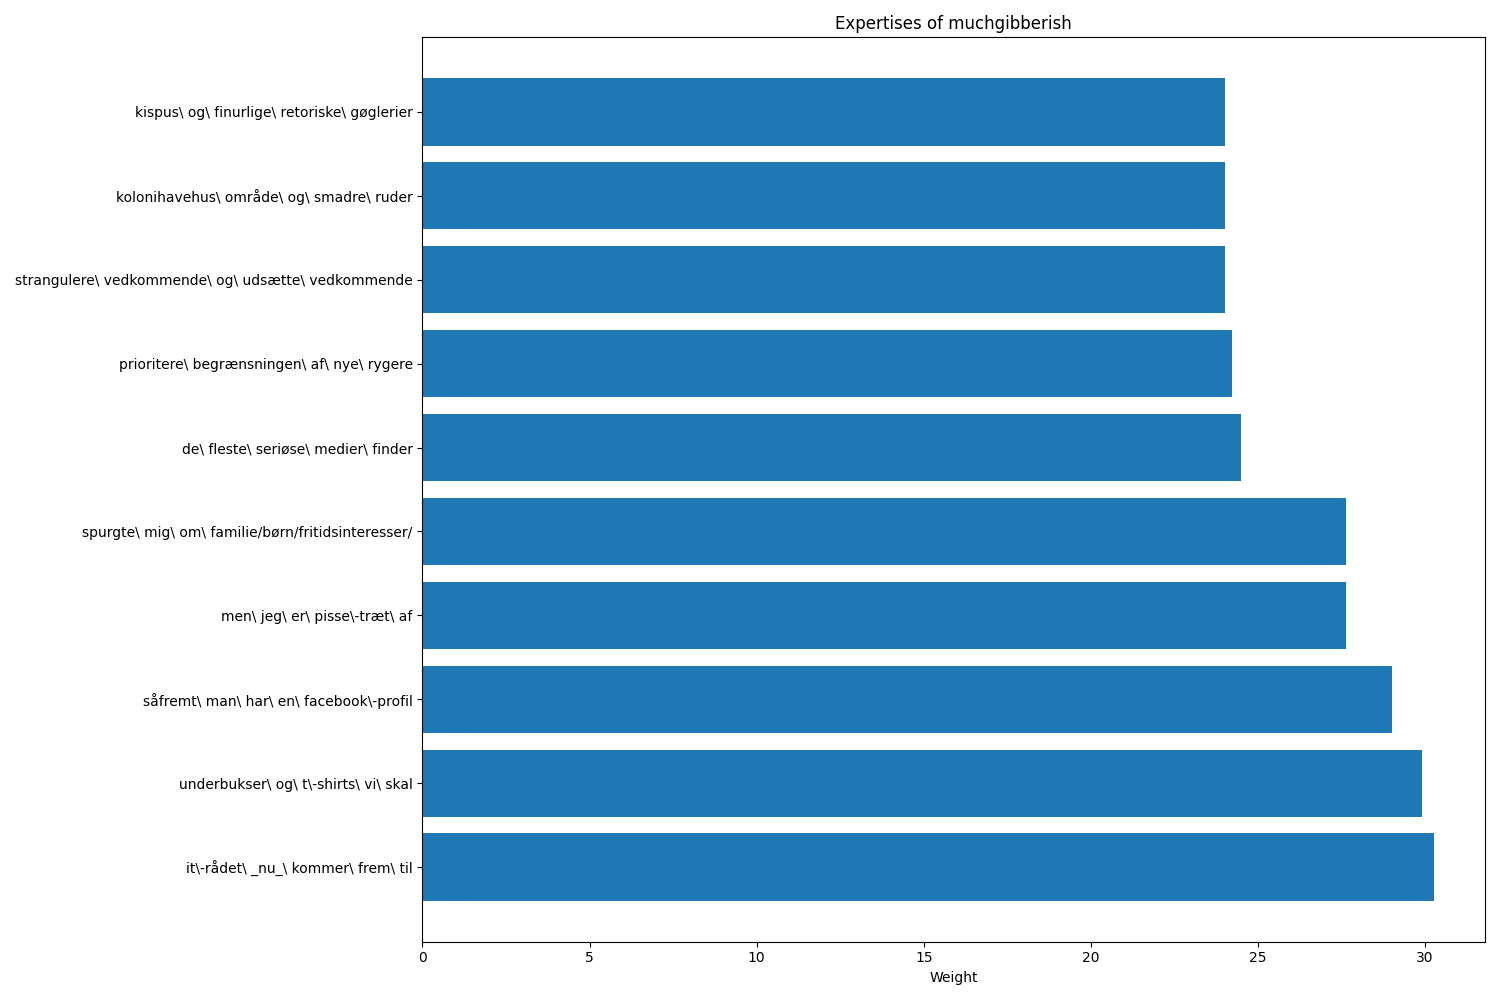 Expertises of muchgibberish
kispus\ og\ finurlige\ retoriske\ gøglerier
kolonihavehus\ område\ og\ smadre\ ruder
strangulere\ vedkommende\ og\ udsætte\ vedkommende
prioritere\ begrænsningen\ af\ nye\ rygere
de\ fleste\ seriøse\ medier\ finder
spurgte\ mig\ om\ familie/børn/fritidsinteresser/
men\ jeg\ er\ pisse\-træt\ af
såfremt\ man\ har\ en\ facebook\-profil
underbukser\ og\ t\-shirts\ vi\ skal
it\-rådet\ _nu_\ kommer\ frem\ til
0 5 10 15 20 25 30
Weight